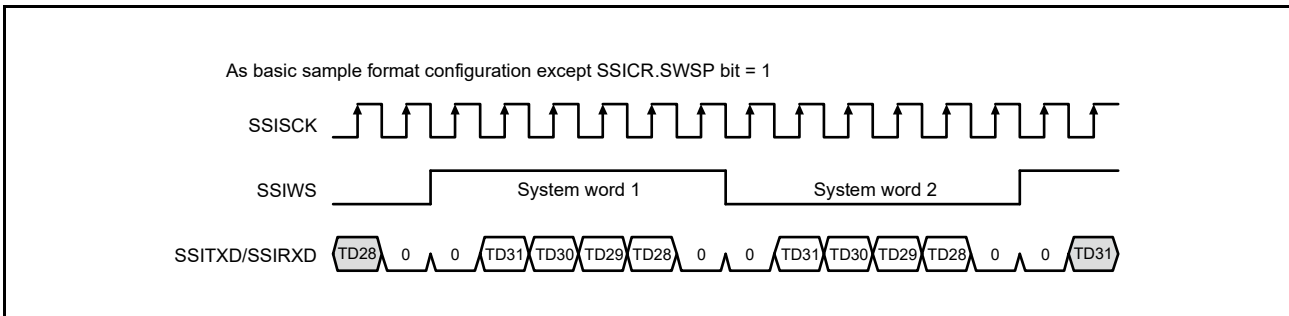 As basic sample format configuration except SSICR.SWSP bit = 1
SSISCK
SSIWS System word 1 System word 2
SSITXD/SSIRXD TD28 0 0 TD31 TD30 TD29 TD28 0 0 TD31 TD30 TD29 TD28 0 0 TD31